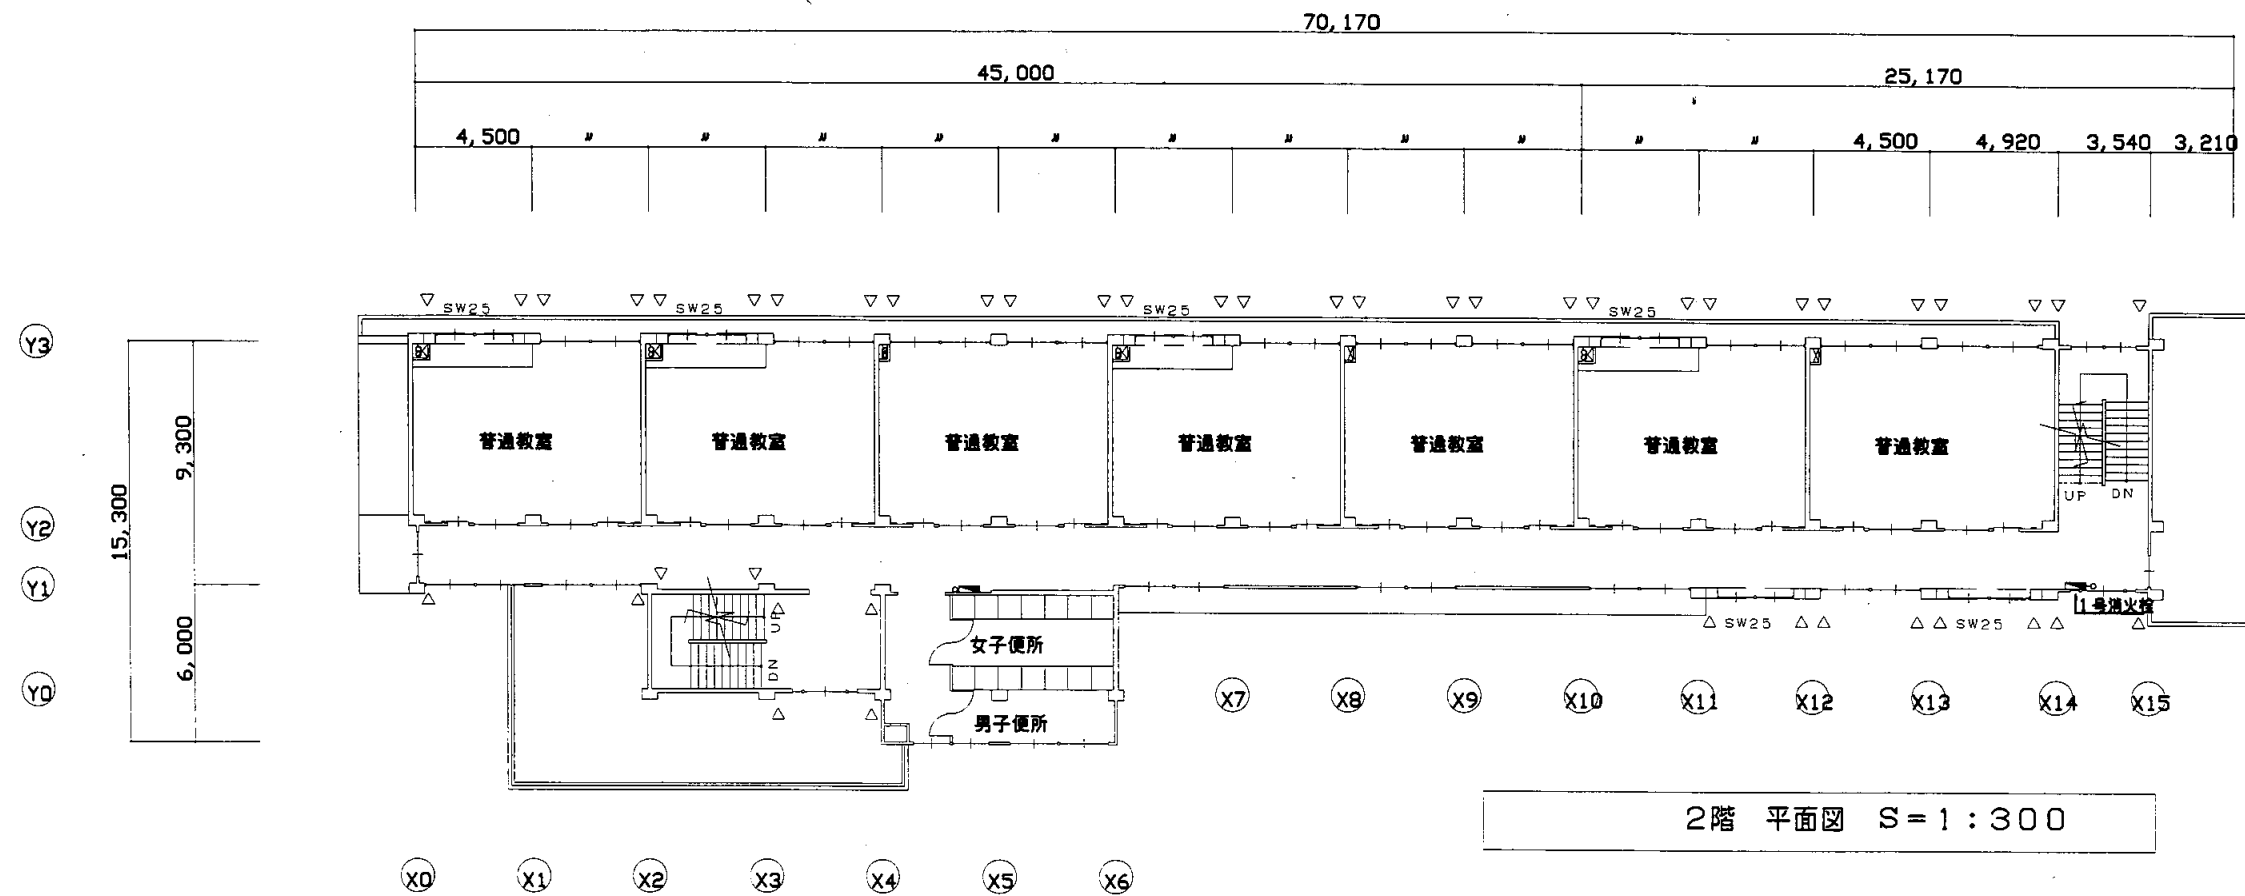 70,170
45,000
25,170
4,500 〃 〃 〃 〃 〃 〃 〃 〃 〃 〃 〃 4,500 4,920 3,540 3,210
SW25 SW25 SW25 SW25
Y3
9,300
15,300
普通教室 普通教室 普通教室 普通教室 普通教室 普通教室 普通教室
UP DN
Y2
Y1
UP
DN
1号消火栓
SW25 SW25
6,000
女子便所
Y0
男子便所
X7 X8 X9 X10 X11 X12 X13 X14 X15
2階 平面図 S=1:300
X0 X1 X2 X3 X4 X5 X6